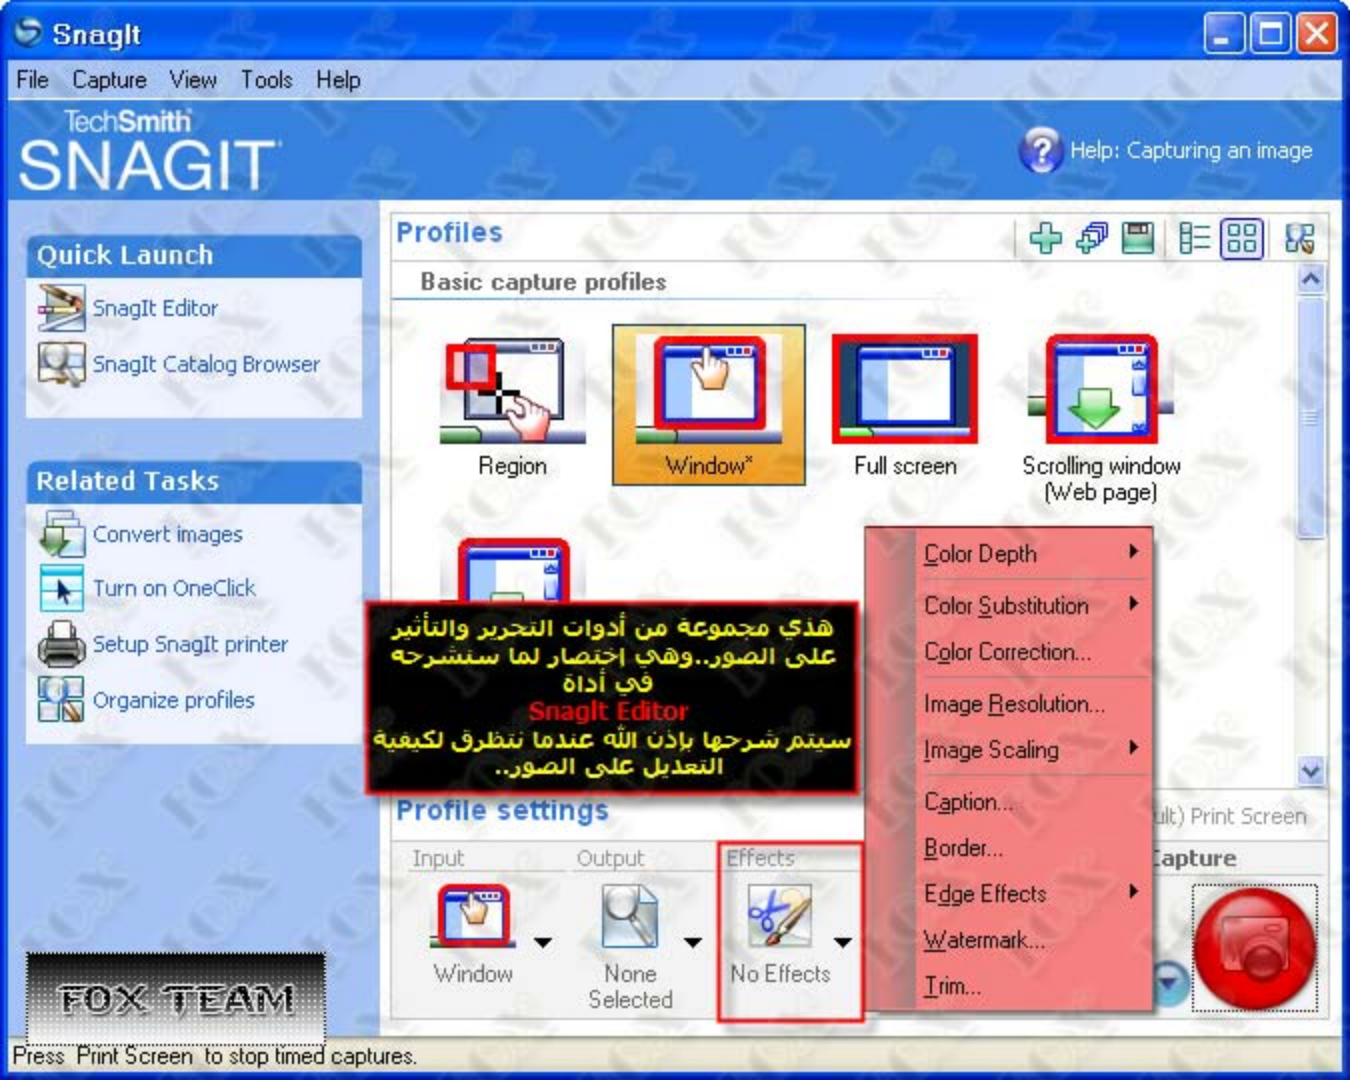 SnagIt
File Capture View Tools Help
TechSmith
SNAGIT
Help: Capturing an image
Quick Launch
SnagIt Editor
SnagIt Catalog Browser
Related Tasks
Convert images
Turn on OneClick
Setup SnagIt printer
Organize profiles
Profiles
Basic capture profiles
Region
Window*
Full screen
Scrolling window
(Web page)
هذي مجموعة من أدوات التحرير والتأثير
على الصور..وهي إختصار لما سنشرحه
في أداة
SnagIt Editor
سيتم شرحها بإذن الله عندما نتطرق لكيفية
التعديل على الصور..
Color Depth
Color Substitution
Color Correction...
Image Resolution...
Image Scaling
Caption...
Border...
Edge Effects
Watermark...
Trim...
Profile settings
ult) Print Screen
Input
Output
Effects
Capture
Window
None
Selected
No Effects
FOX TEAM
Press Print Screen to stop timed captures.
FOX